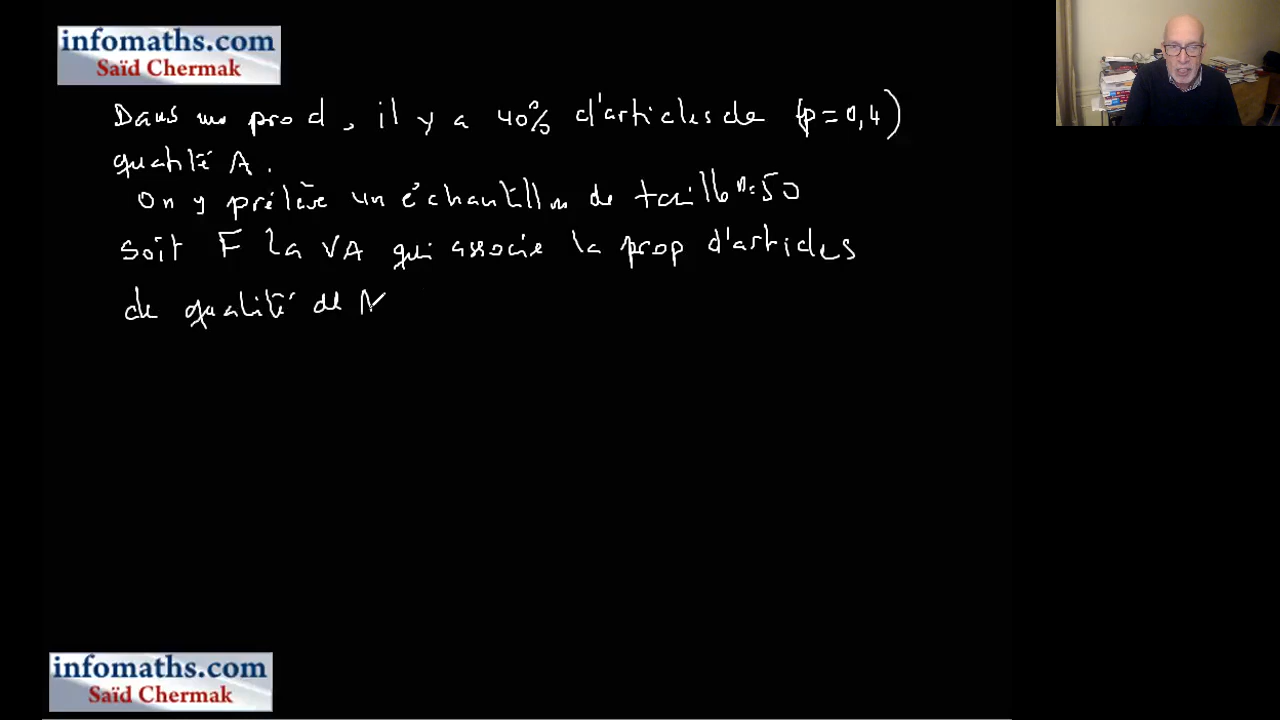 infomaths.com
Saïd Chermak
Dans une prod, il y a 40% d'articles de (p = 0,4)
qualité A.
On y prélève un échantillon de taille n=50
soit F la VA qui associe la prop d'articles
de qualité de
infomaths.com
Saïd Chermak